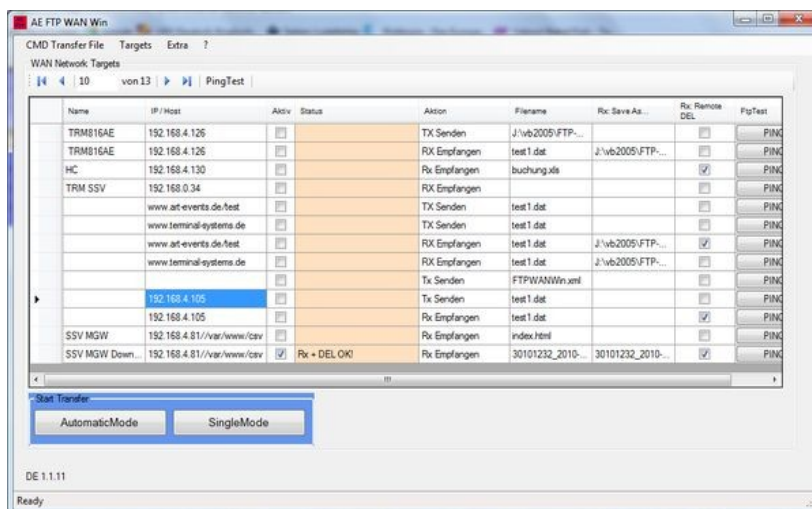 AE FTP WAN Win
CMD Transfer File Targets Extra ?
WAN Network Targets
10 von 13 PingTest
Name IP / Host Aktiv Status Aktion Filename Rx: Save As... Rx: Remote DEL FtpTest
TRM816AE 192.168.4.126 TX Senden J:\vb2005\FTP-... PING
TRM816AE 192.168.4.126 RX Empfangen test1.dat J:\vb2005\FTP-... PING
HC 192.168.4.130 Rx Empfangen buchung.xls PING
TRM SSV 192.168.0.34 RX Empfangen PING
www.art-events.de/test TX Senden test1.dat PING
www.terminal-systems.de TX Senden test1.dat PING
www.art-events.de/test RX Empfangen test1.dat J:\vb2005\FTP-... PING
www.terminal-systems.de RX Empfangen test1.dat J:\vb2005\FTP-... PING
Tx Senden FTPWANWin.xml PING
192.168.4.105 Tx Senden test1.dat PING
192.168.4.105 Rx Empfangen test1.dat PING
SSV MGW 192.168.4.81//var/www/csv Rx Empfangen index.html PING
SSV MGW Down... 192.168.4.81//var/www/csv Rx + DEL OK! Rx Empfangen 30101232_2010-... 30101232_2010-... PING
Start Transfer
AutomaticMode SingleMode
DE 1.1.11
Ready